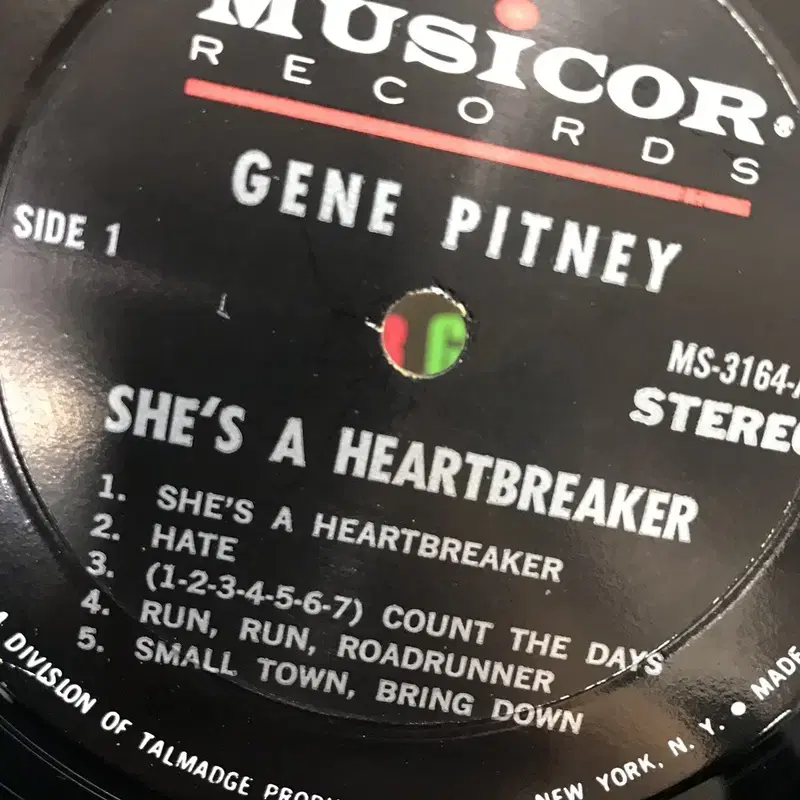 MUSICOR®
RECORDS
GENE PITNEY
SIDE 1
MS-3164-
STEREO
SHE'S A HEARTBREAKER
1. SHE'S A HEARTBREAKER
2. HATE
3. (1-2-3-4-5-6-7) COUNT THE DAYS
4. RUN, RUN, ROADRUNNER
5. SMALL TOWN, BRING DOWN
A DIVISION OF TALMADGE
NEW YORK, N. Y. ● MADE